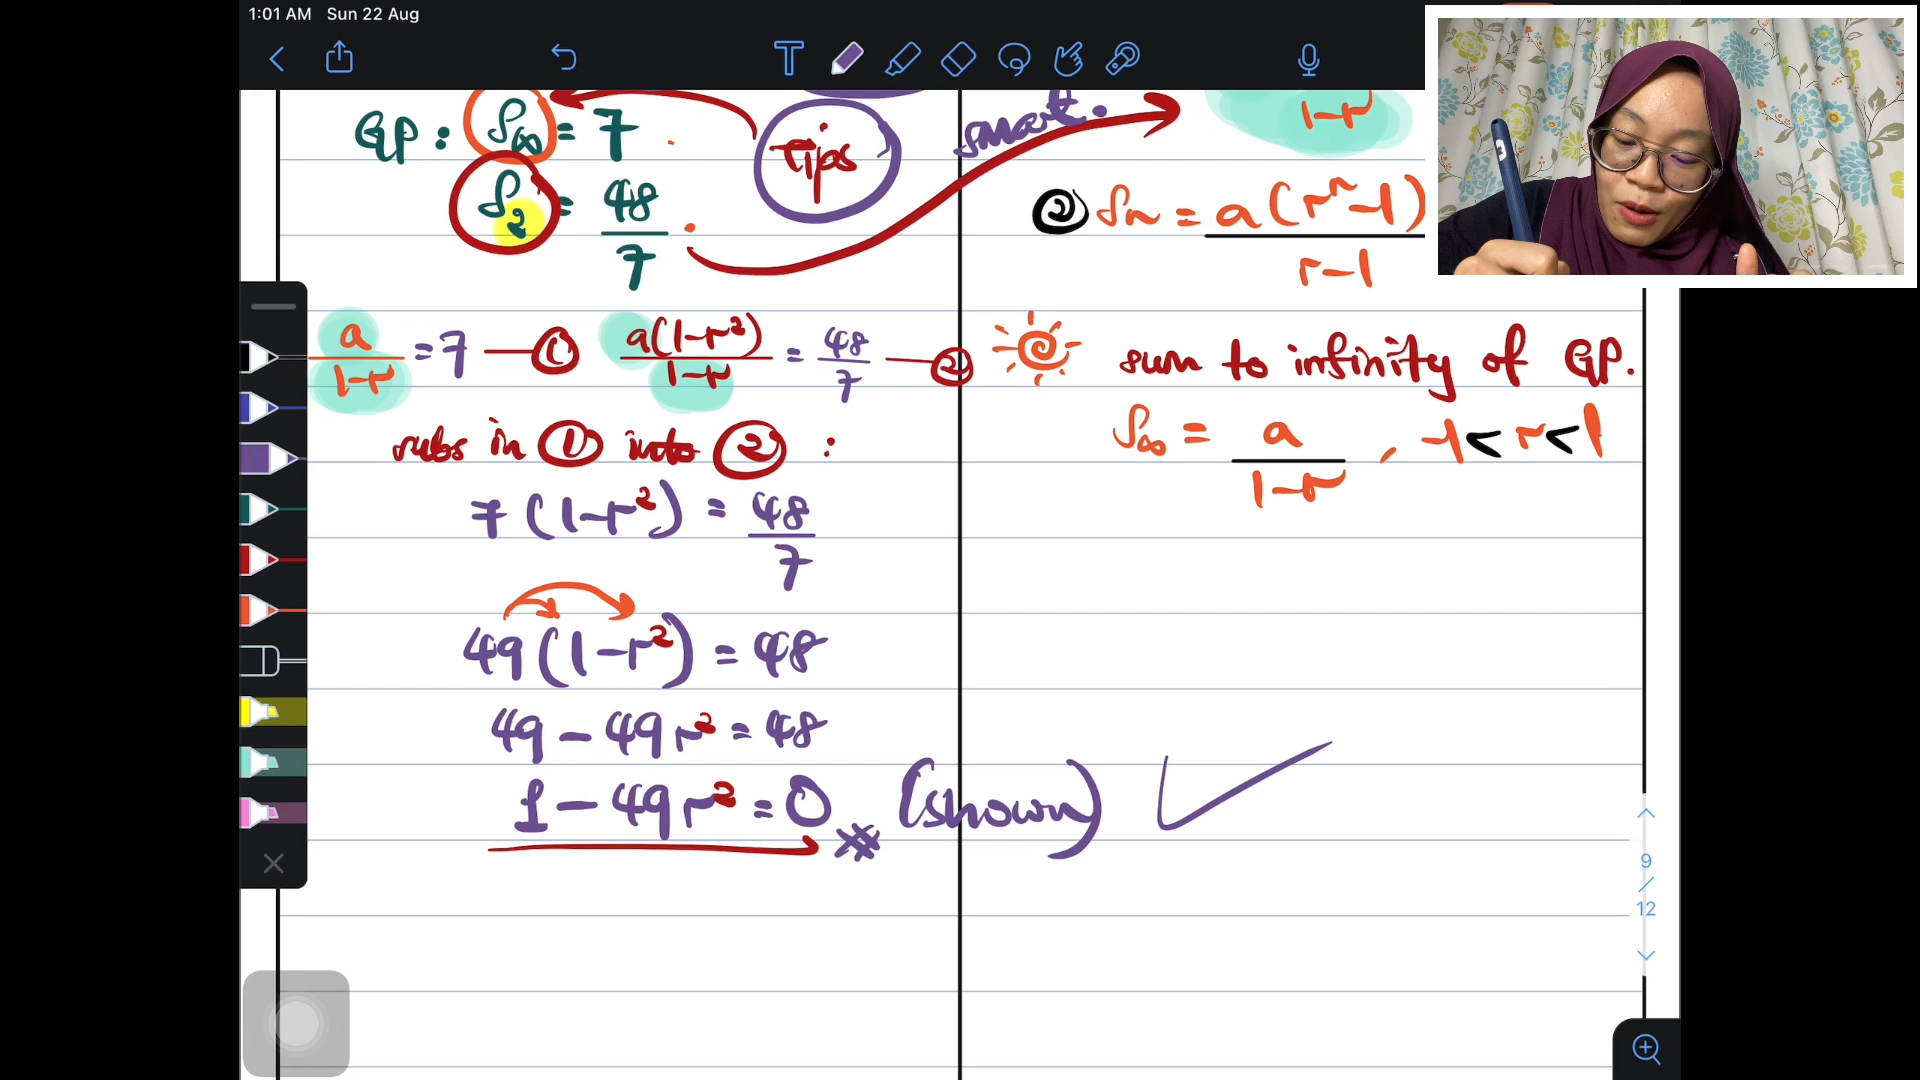 1:01 AM Sun 22 Aug
GP : S∞ = 7
tips
smart.
1-r
S2 = 48/7
② Sn = a(rⁿ-1)
r-1
a/1-r = 7 — ①
a(1-r²)/1-r = 48/7 — ②
sum to infinity of GP.
S∞ = a/1-r , -1 < r < 1
subs in ① into ② :
7(1-r²) = 48/7
49(1-r²) = 48
49 - 49r² = 48
1 - 49r² = 0 (shown)
9
/
12